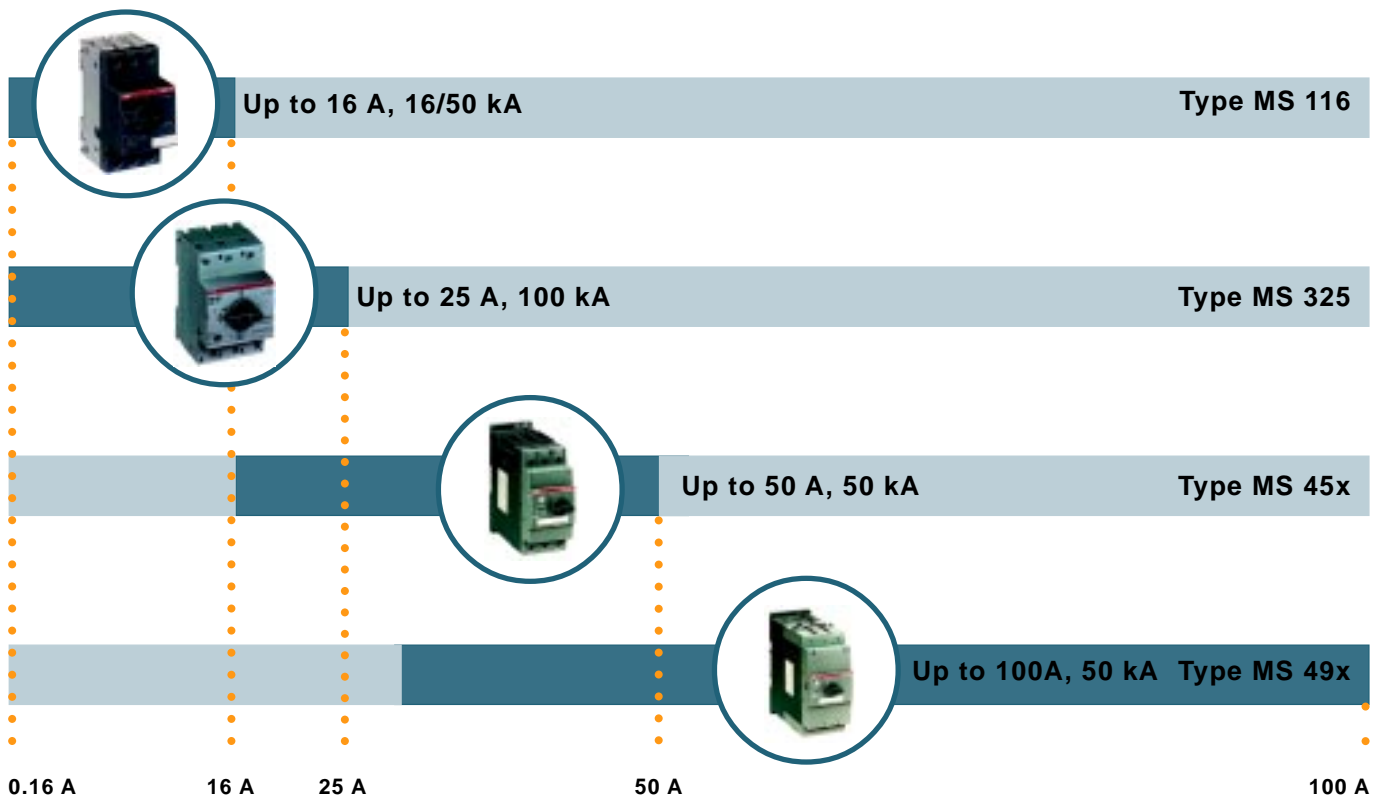 Up to 16 A, 16/50 kA Type MS 116
Up to 25 A, 100 kA Type MS 325
Up to 50 A, 50 kA Type MS 45x
Up to 100A, 50 kA Type MS 49x
0.16 A 16 A 25 A 50 A 100 A